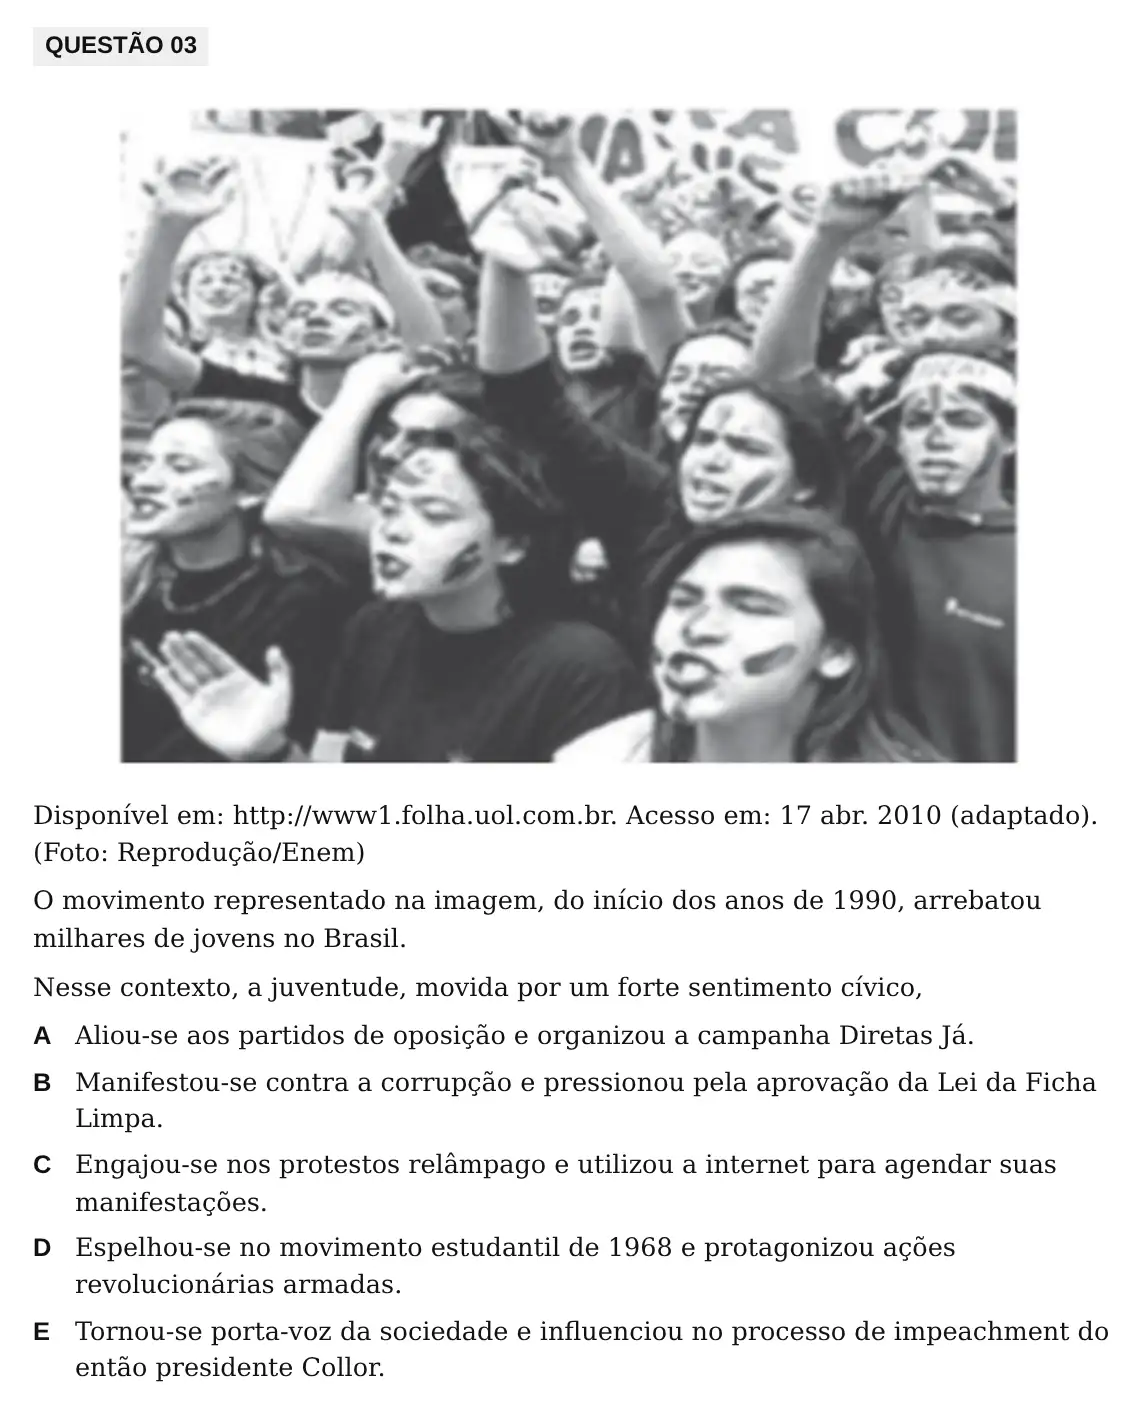 QUESTÃO 03
Disponível em: http://www1.folha.uol.com.br. Acesso em: 17 abr. 2010 (adaptado).
(Foto: Reprodução/Enem)
O movimento representado na imagem, do início dos anos de 1990, arrebatou
milhares de jovens no Brasil.
Nesse contexto, a juventude, movida por um forte sentimento cívico,
A Aliou-se aos partidos de oposição e organizou a campanha Diretas Já.
B Manifestou-se contra a corrupção e pressionou pela aprovação da Lei da Ficha
Limpa.
C Engajou-se nos protestos relâmpago e utilizou a internet para agendar suas
manifestações.
D Espelhou-se no movimento estudantil de 1968 e protagonizou ações
revolucionárias armadas.
E Tornou-se porta-voz da sociedade e influenciou no processo de impeachment do
então presidente Collor.